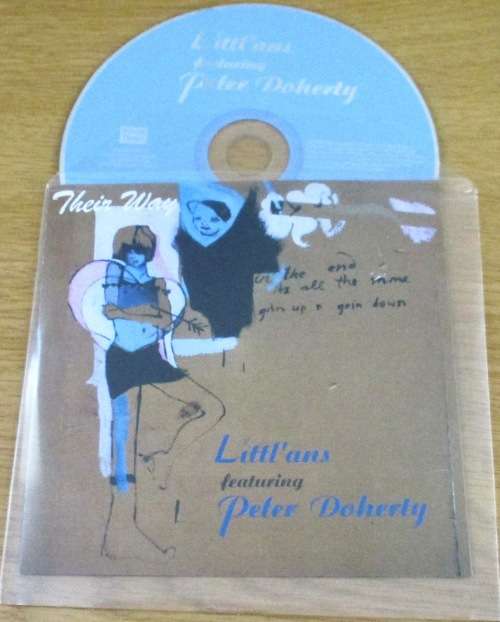 Littl'ans
featuring
Peter Doherty
Their Way
in the end
its all the same
goin up n goin down
Littl'ans
featuring
Peter Doherty